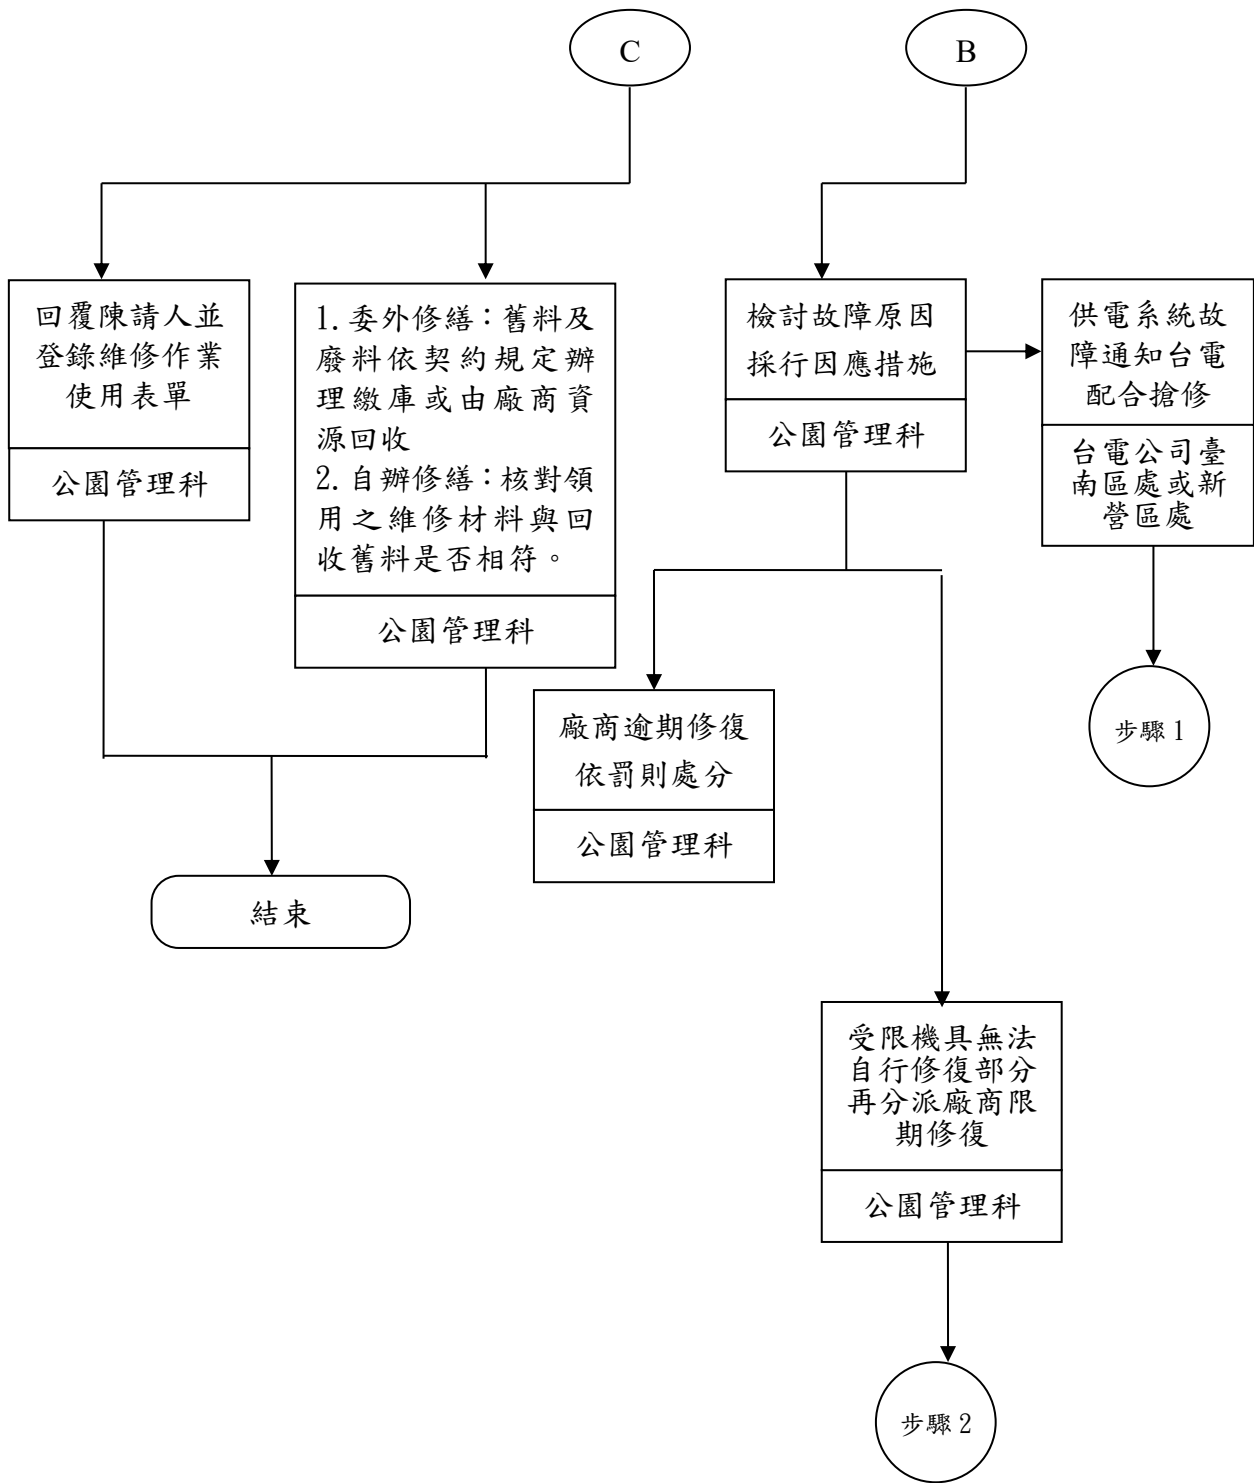 C
B
回覆陳請人並
登錄維修作業
使用表單
公園管理科
1.委外修繕：舊料及
廢料依契約規定辦
理繳庫或由廠商資
源回收
2.自辦修繕：核對領
用之維修材料與回
收舊料是否相符。
公園管理科
檢討故障原因
採行因應措施
公園管理科
供電系統故
障通知台電
配合搶修
台電公司臺
南區處或新
營區處
廠商逾期修復
依罰則處分
公園管理科
步驟1
結束
受限機具無法
自行修復部分
再分派廠商限
期修復
公園管理科
步驟2